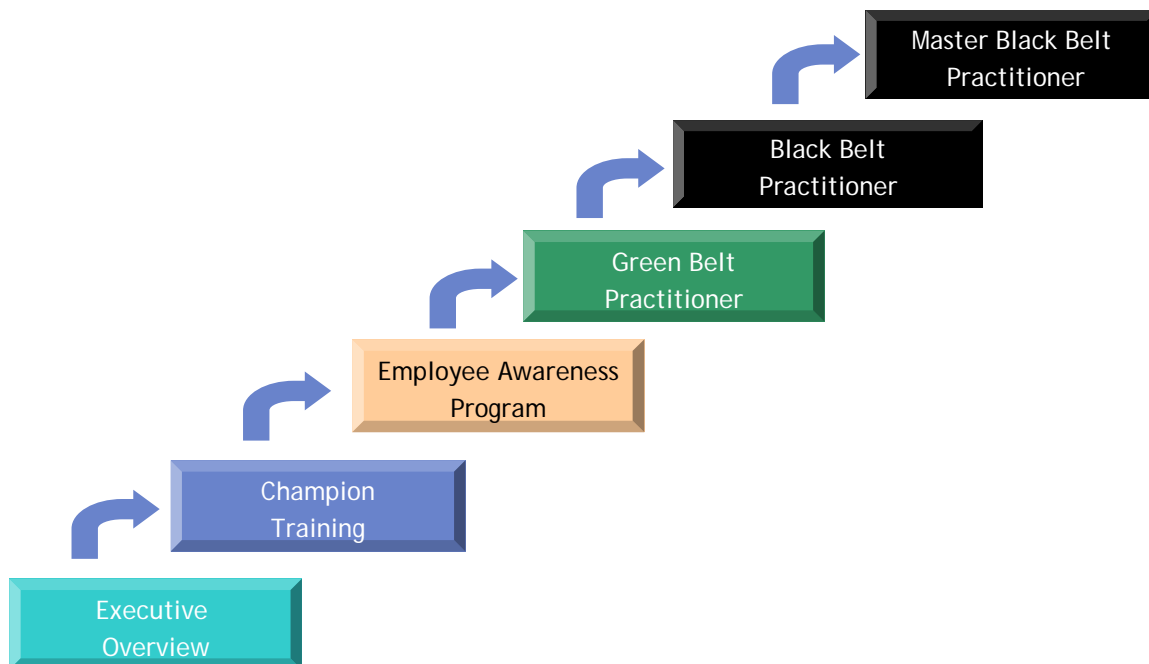 Master Black Belt
Practitioner
Black Belt
Practitioner
Green Belt
Practitioner
Employee Awareness
Program
Champion
Training
Executive
Overview